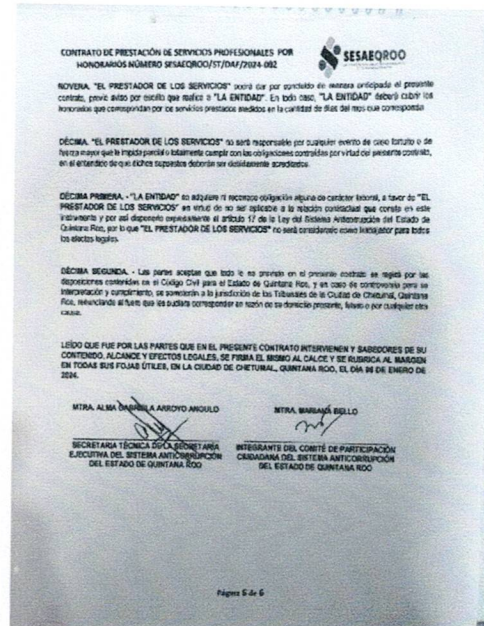 CONTRATO DE PRESTACIÓN DE SERVICIOS PROFESIONALES POR
HONORARIOS NÚMERO SESAEQROO/ST/DAF/2024-092
SESAEQROO
NOVENA. "EL PRESTADOR DE LOS SERVICIOS" podrá dar por concluido de manera anticipada el presente
contrato, previo aviso por escrito que realice a "LA ENTIDAD". En todo caso, "LA ENTIDAD" deberá cubrir los
honorarios que correspondan por los servicios prestados medidos en la cantidad de días del mes que corresponda
DÉCIMA. "EL PRESTADOR DE LOS SERVICIOS" no será responsable por cualquier evento de caso fortuito o de
fuerza mayor que le impida parcial o totalmente cumplir con las obligaciones contraídas por virtud del presente contrato,
en el entendido de que dichos supuestos deberán ser debidamente acreditados.
DÉCIMA PRIMERA. - "LA ENTIDAD" no adquiere ni reconoce obligación alguna de carácter laboral, a favor de "EL
PRESTADOR DE LOS SERVICIOS" en virtud de no ser aplicable a la relación contractual que consta en este
instrumento y por así disponerlo expresamente el artículo 17 de la Ley del Sistema Anticorrupción del Estado de
Quintana Roo, por lo que "EL PRESTADOR DE LOS SERVICIOS" no será considerado como trabajador para todos
los efectos legales.
DÉCIMA SEGUNDA. - Las partes aceptan que todo lo no previsto en el presente contrato se regirá por las
disposiciones contenidas en el Código Civil para el Estado de Quintana Roo, y en caso de controversia para su
interpretación y cumplimiento, se someterán a la jurisdicción de los Tribunales de la Ciudad de Chetumal, Quintana
Roo, renunciando al fuero que les pudiera corresponder en razón de su domicilio presente, futuro o por cualquier otra
causa.
LEÍDO QUE FUE POR LAS PARTES QUE EN EL PRESENTE CONTRATO INTERVIENEN Y SABEDORES DE SU
CONTENIDO, ALCANCE Y EFECTOS LEGALES, SE FIRMA EL MISMO AL CALCE Y SE RUBRICA AL MARGEN
EN TODAS SUS FOJAS ÚTILES, EN LA CIUDAD DE CHETUMAL, QUINTANA ROO, EL DÍA DE ENERO DE
2024.
MTRA. ALMA GABRIELA ARROYO ANGULO
MTRA. MARIANA BELLO
SECRETARIA TÉCNICA DE LA SECRETARÍA
EJECUTIVA DEL SISTEMA ANTICORRUPCIÓN
DEL ESTADO DE QUINTANA ROO
INTEGRANTE DEL COMITÉ DE PARTICIPACIÓN
CIUDADANA DEL SISTEMA ANTICORRUPCIÓN
DEL ESTADO DE QUINTANA ROO
Página 6 de 6